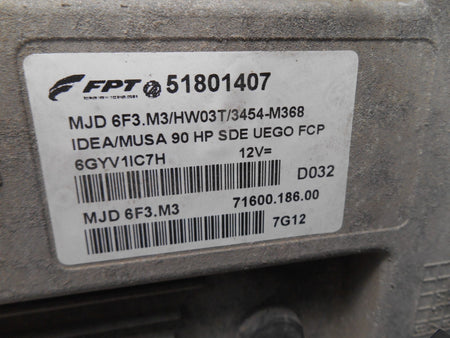 FPT 51801407
MJD 6F3.M3/HW03T/3454-M368
IDEA/MUSA 90 HP SDE UEGO FCP
6GYV1IC7H 12V=
D032
MJD 6F3.M3 71600.186.00
7G12